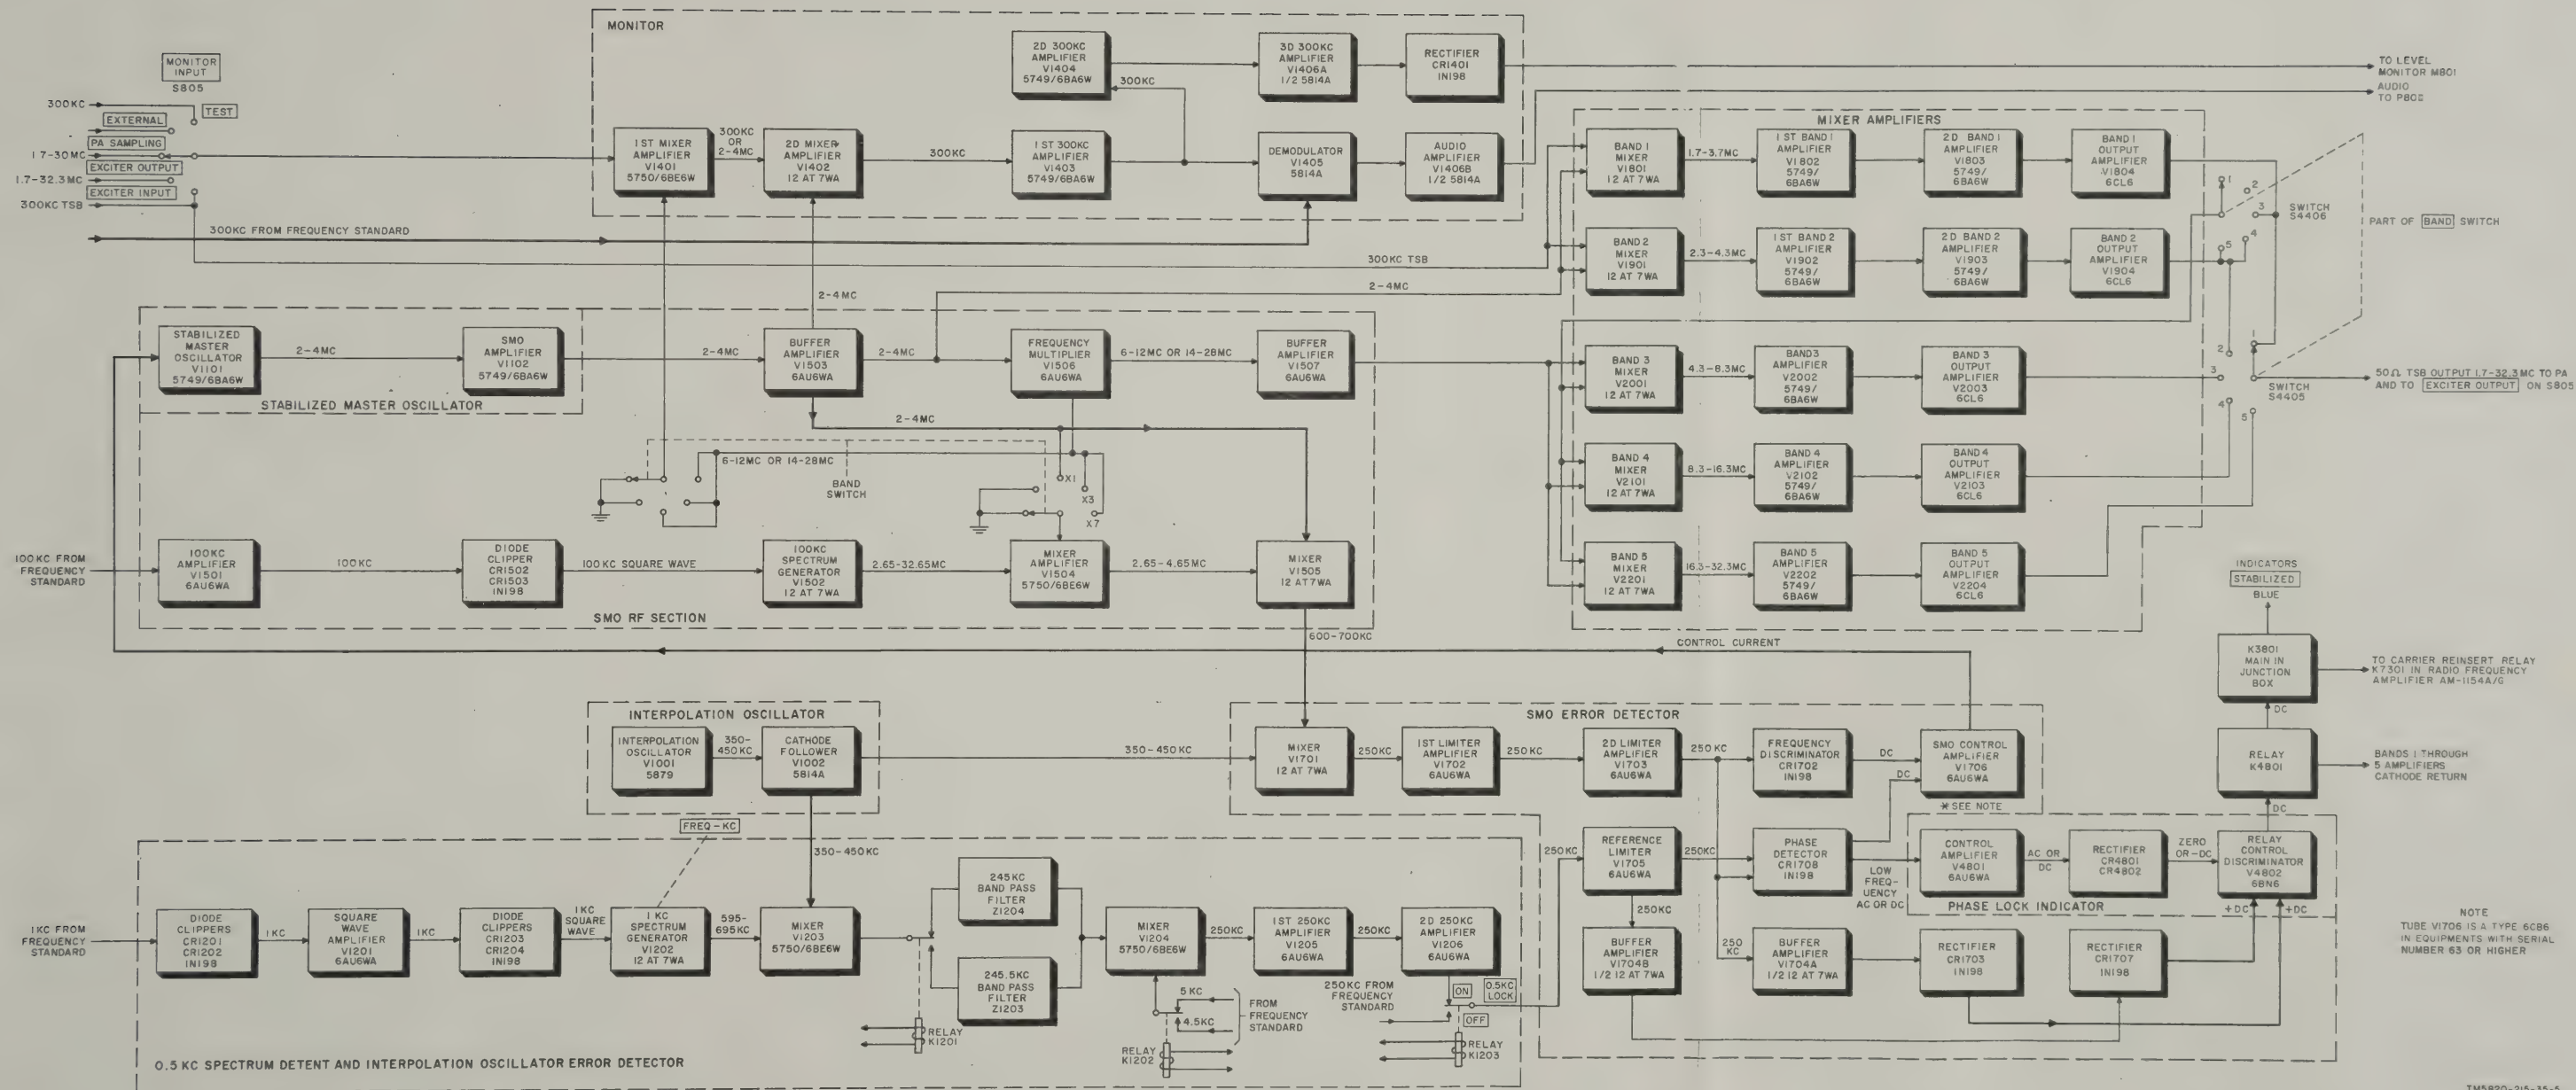 MONITOR
MONITOR
INPUT
S805
300KC
TEST
EXTERNAL
PA SAMPLING
1.7-30MC
EXCITER OUTPUT
1.7-32.3MC
EXCITER INPUT
300KC TSB
1ST MIXER
AMPLIFIER
V1401
5750/6BE6W
300KC
OR
2-4MC
2D MIXER
AMPLIFIER
V1402
12 AT 7WA
300KC
1ST 300KC
AMPLIFIER
V1403
5749/6BA6W
2D 300KC
AMPLIFIER
V1404
5749/6BA6W
300KC
3D 300KC
AMPLIFIER
V1406A
1/2 5814A
RECTIFIER
CR1401
IN198
DEMODULATOR
V1405
5814A
AUDIO
AMPLIFIER
V1406B
1/2 5814A
TO LEVEL
MONITOR M801
AUDIO
TO P802
300KC FROM FREQUENCY STANDARD
300KC TSB
2-4MC
2-4MC
MIXER AMPLIFIERS
BAND 1
MIXER
V1801
12 AT 7WA
1.7-3.7MC
1ST BAND 1
AMPLIFIER
V1802
5749/
6BA6W
2D BAND 1
AMPLIFIER
V1803
5749/
6BA6W
BAND 1
OUTPUT
AMPLIFIER
V1804
6CL6
BAND 2
MIXER
V1901
12 AT 7WA
2.3-4.3MC
1ST BAND 2
AMPLIFIER
V1902
5749/
6BA6W
2D BAND 2
AMPLIFIER
V1903
5749/
6BA6W
BAND 2
OUTPUT
AMPLIFIER
V1904
6CL6
1
2
3
4
5
SWITCH
S4406
PART OF BAND SWITCH
BAND 3
MIXER
V2001
12 AT 7WA
4.3-8.3MC
BAND3
AMPLIFIER
V2002
5749/
6BA6W
BAND 3
OUTPUT
AMPLIFIER
V2003
6CL6
1
2
3
4
5
SWITCH
S4405
50Ω TSB OUTPUT 1.7-32.3MC TO PA
AND TO EXCITER OUTPUT ON S805
BAND 4
MIXER
V2101
12 AT 7WA
8.3-16.3MC
BAND 4
AMPLIFIER
V2102
5749/
6BA6W
BAND 4
OUTPUT
AMPLIFIER
V2103
6CL6
BAND 5
MIXER
V2201
12 AT 7WA
16.3-32.3MC
BAND 5
AMPLIFIER
V2202
5749/
6BA6W
BAND 5
OUTPUT
AMPLIFIER
V2204
6CL6
STABILIZED
MASTER
OSCILLATOR
V1101
5749/6BA6W
2-4MC
SMO
AMPLIFIER
V1102
5749/6BA6W
STABILIZED MASTER OSCILLATOR
2-4MC
BUFFER
AMPLIFIER
V1503
6AU6WA
2-4MC
FREQUENCY
MULTIPLIER
V1506
6AU6WA
6-12MC OR 14-28MC
BUFFER
AMPLIFIER
V1507
6AU6WA
2-4MC
6-12MC OR 14-28MC
BAND
SWITCH
X1
X3
X7
100KC FROM
FREQUENCY
STANDARD
100KC
AMPLIFIER
V1501
6AU6WA
100KC
DIODE
CLIPPER
CR1502
CR1503
IN198
100KC SQUARE WAVE
100KC
SPECTRUM
GENERATOR
V1502
12 AT 7WA
2.65-32.65MC
MIXER
AMPLIFIER
V1504
5750/6BE6W
2.65-4.65MC
MIXER
V1505
12 AT7WA
SMO RF SECTION
600-700KC
CONTROL CURRENT
INDICATORS
STABILIZED
BLUE
K3801
MAIN IN
JUNCTION
BOX
TO CARRIER REINSERT RELAY
K7301 IN RADIO FREQUENCY
AMPLIFIER AM-1154A/G
DC
RELAY
K4801
BANDS 1 THROUGH
5 AMPLIFIERS
CATHODE RETURN
DC
INTERPOLATION OSCILLATOR
INTERPOLATION
OSCILLATOR
V1001
5879
350-
450KC
CATHODE
FOLLOWER
V1002
5814A
350-450KC
SMO ERROR DETECTOR
MIXER
V1701
12 AT 7WA
250KC
1ST LIMITER
AMPLIFIER
V1702
6AU6WA
250KC
2D LIMITER
AMPLIFIER
V1703
6AU6WA
250 KC
FREQUENCY
DISCRIMINATOR
CR1702
IN198
DC
DC
SMO CONTROL
AMPLIFIER
V1706
6AU6WA
* SEE NOTE
250KC
REFERENCE
LIMITER
V1705
6AU6WA
250KC
PHASE
DETECTOR
CR1708
IN198
LOW
FREQ-
UENCY
AC OR DC
CONTROL
AMPLIFIER
V4801
6AU6WA
AC OR
DC
RECTIFIER
CR4801
CR4802
ZERO
OR-DC
RELAY
CONTROL
DISCRIMINATOR
V4802
6BN6
PHASE LOCK INDICATOR
+DC
+DC
250KC
BUFFER
AMPLIFIER
V1704B
1/2 12 AT 7WA
250
KC
BUFFER
AMPLIFIER
V1704A
1/2 12 AT 7WA
RECTIFIER
CR1703
IN198
RECTIFIER
CR1707
IN198
FREQ-KC
350-450KC
1KC FROM
FREQUENCY
STANDARD
DIODE
CLIPPERS
CR1201
CR1202
IN198
1KC
SQUARE
WAVE
AMPLIFIER
V1201
6AU6WA
1KC
DIODE
CLIPPERS
CR1203
CR1204
IN198
1KC
SQUARE
WAVE
1 KC
SPECTRUM
GENERATOR
V1202
12 AT 7WA
595-
695KC
MIXER
V1203
5750/6BE6W
245KC
BAND PASS
FILTER
Z1204
245.5KC
BAND PASS
FILTER
Z1203
MIXER
V1204
5750/6BE6W
250KC
1ST 250KC
AMPLIFIER
V1205
6AU6WA
250KC
2D 250KC
AMPLIFIER
V1206
6AU6WA
5 KC
4.5KC
FROM
FREQUENCY
STANDARD
250KC FROM
FREQUENCY
STANDARD
ON
0.5KC
LOCK
OFF
RELAY
K1201
RELAY
K1202
RELAY
K1203
0.5 KC SPECTRUM DETENT AND INTERPOLATION OSCILLATOR ERROR DETECTOR
NOTE
TUBE V1706 IS A TYPE 6CB6
IN EQUIPMENTS WITH SERIAL
NUMBER 63 OR HIGHER
TM5820-215-35-6